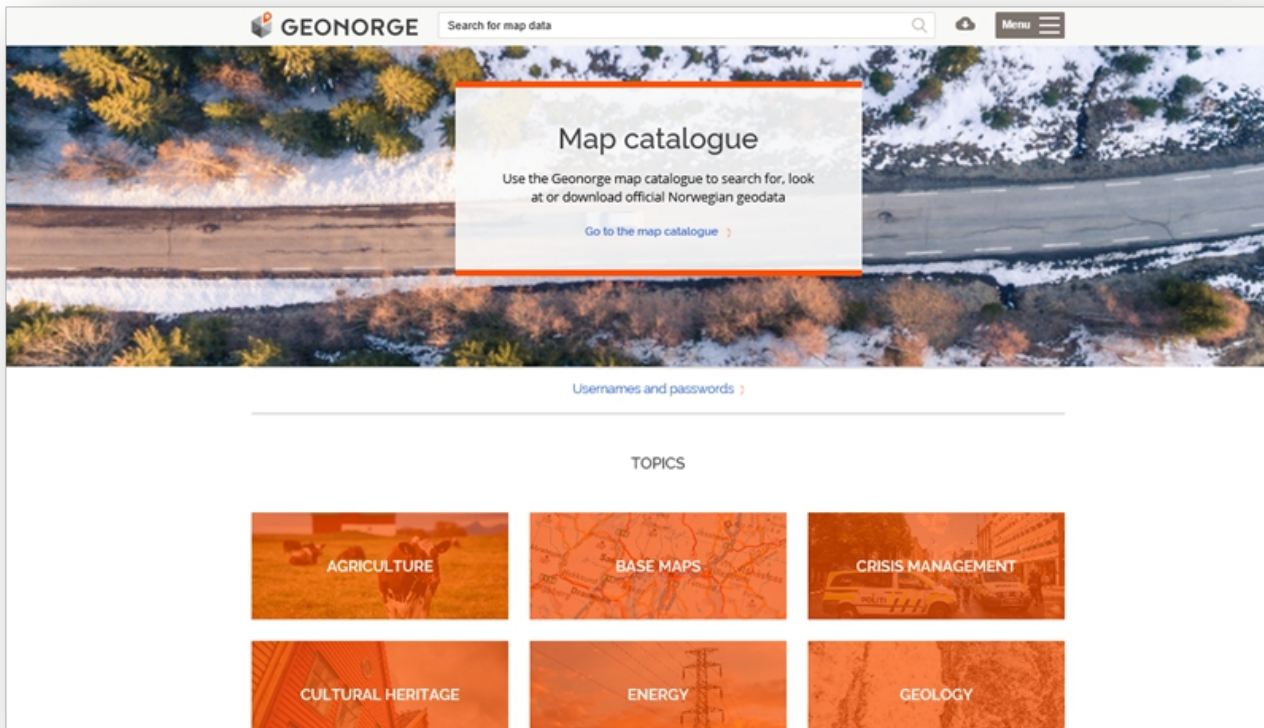 GEONORGE
Search for map data
Menu
Map catalogue
Use the Geonorge map catalogue to search for, look
at or download official Norwegian geodata
Go to the map catalogue
Usernames and passwords
TOPICS
AGRICULTURE
BASE MAPS
CRISIS MANAGEMENT
POLITI
CULTURAL HERITAGE
ENERGY
GEOLOGY